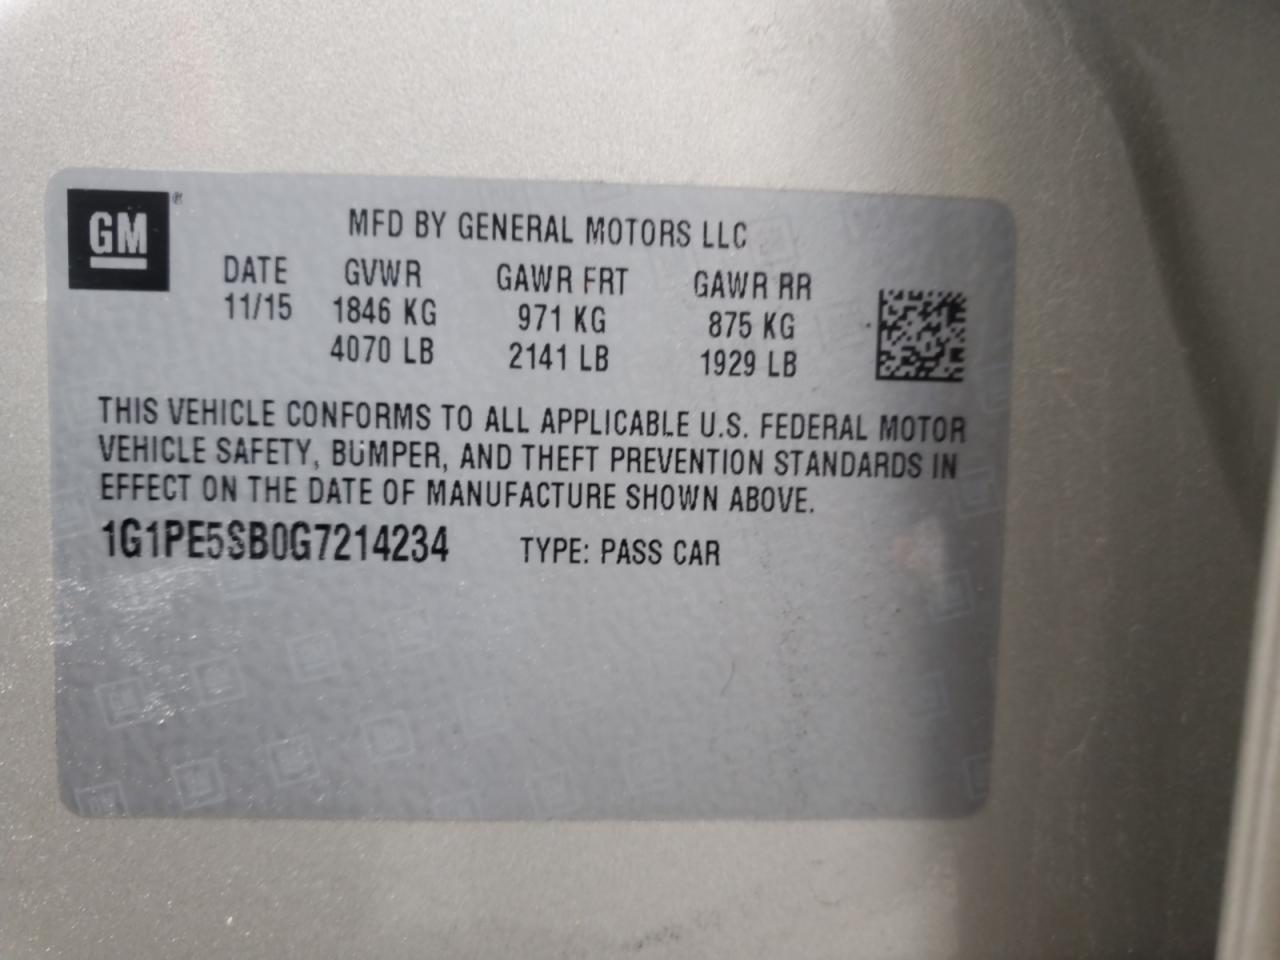 GM ®
MFD BY GENERAL MOTORS LLC
DATE GVWR GAWR FRT GAWR RR
11/15 1846 KG 971 KG 875 KG
4070 LB 2141 LB 1929 LB
THIS VEHICLE CONFORMS TO ALL APPLICABLE U.S. FEDERAL MOTOR
VEHICLE SAFETY, BUMPER, AND THEFT PREVENTION STANDARDS IN
EFFECT ON THE DATE OF MANUFACTURE SHOWN ABOVE.
1G1PE5SB0G7214234 TYPE: PASS CAR